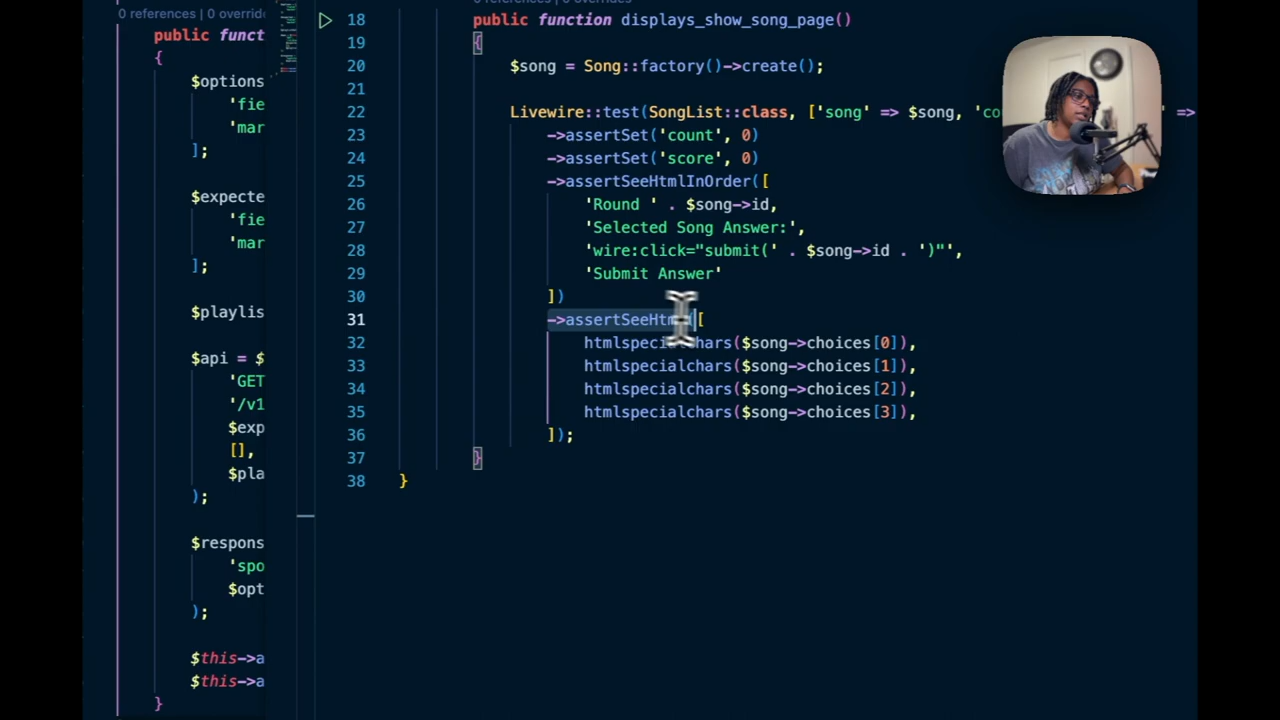 0 references | 0 overrid
public funct
{
$options
'fie
'mar
];
$expecte
'fie
'mar
];
$playlis
$api = $
'GET
'/v1
$exp
[],
$pla
);
$respons
'spo
$opt
);
$this->a
$this->a
}
0 references | 0 overrides
18 public function displays_show_song_page()
19 {
20 $song = Song::factory()->create();
21
22 Livewire::test(SongList::class, ['song' => $song, 'co ' =>
23 ->assertSet('count', 0)
24 ->assertSet('score', 0)
25 ->assertSeeHtmlInOrder([
26 'Round ' . $song->id,
27 'Selected Song Answer:',
28 'wire:click="submit(' . $song->id . ')"',
29 'Submit Answer'
30 ])
31 ->assertSeeHtml([
32 htmlspecialchars($song->choices[0]),
33 htmlspecialchars($song->choices[1]),
34 htmlspecialchars($song->choices[2]),
35 htmlspecialchars($song->choices[3]),
36 ]);
37 }
38 }